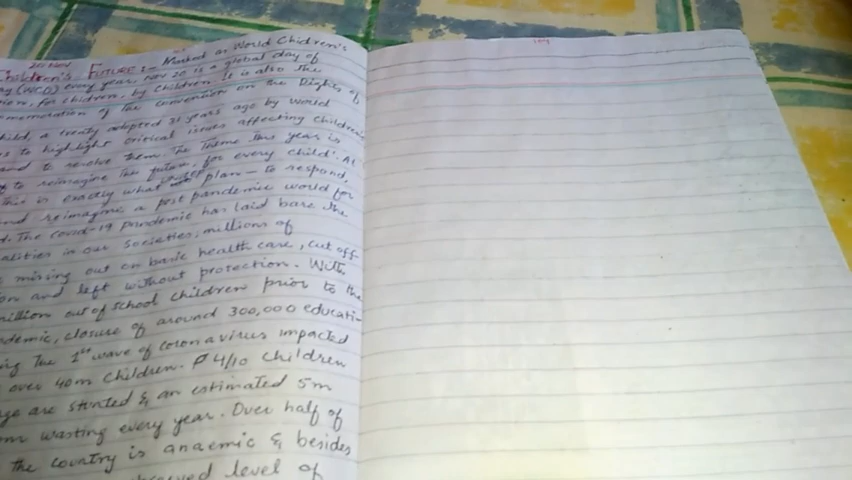 Children's FUTURE :- Marked as World Children's
(WCD) every year, Nov 20 is a global day of
for children, by children. It is also the
of the convention on the Rights of
a treaty adopted 31 years ago by world
to highlight critical issues affecting children
and to resolve them. The Theme this year is
to reimagine the future, for every child'. At
This is exactly what plan - to respond,
and reimagine a post pandemic world for
The covid-19 pandemic has laid bare the
in our societies, millions of
missing out on basic health care, cut off
and left without protection. With
million out of school children prior to the
closure of around 300,000 educati-
The 1st wave of coronavirus impacted
over 40m children. 4/10 children
are stunted & an estimated 5m
wasting every year. Over half of
the country is anaemic & besides
level of